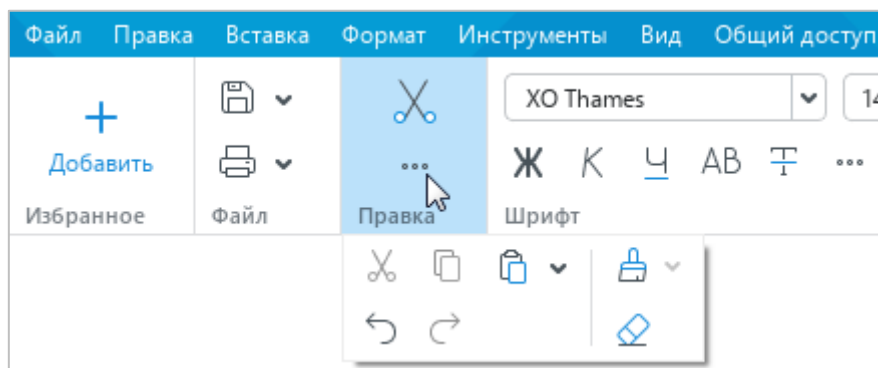 Файл Правка Вставка Формат Инструменты Вид Общий доступ
XO Thames 14
Добавить
Ж К Ч АВ Т
Избранное Файл Правка Шрифт